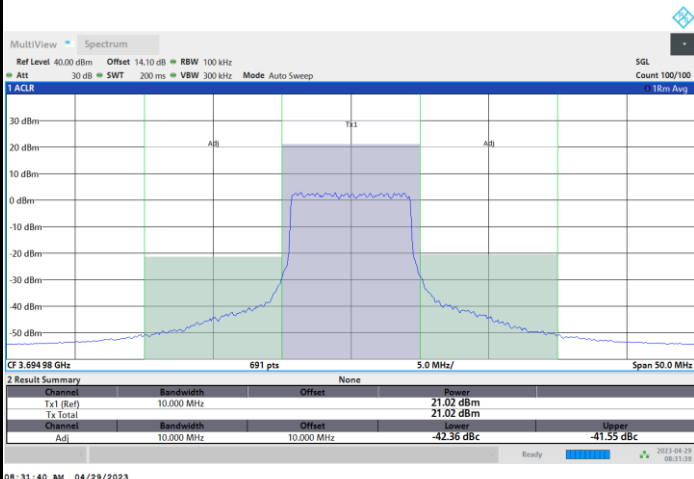 MultiView Spectrum
Ref Level 40.00 dBm Offset 14.10 dB RBW 100 kHz SGL
Att 30 dB SWT 200 ms VBW 300 kHz Mode Auto Sweep Count 100/100
1 ACLR 1Rm Avg
30 dBm
Tx1
20 dBm Adj Adj
10 dBm
0 dBm
-10 dBm
-20 dBm
-30 dBm
-40 dBm
-50 dBm
CF 3.694 98 GHz 691 pts 5.0 MHz/ Span 50.0 MHz
2 Result Summary None
Channel Bandwidth Offset Power
Tx1 (Ref) 10.000 MHz 21.02 dBm
Tx Total 21.02 dBm
Channel Bandwidth Offset Lower Upper
Adj 10.000 MHz 10.000 MHz -42.36 dBc -41.55 dBc
Ready 2023-04-29
08:31:39
08:31:40 AM 04/29/2023